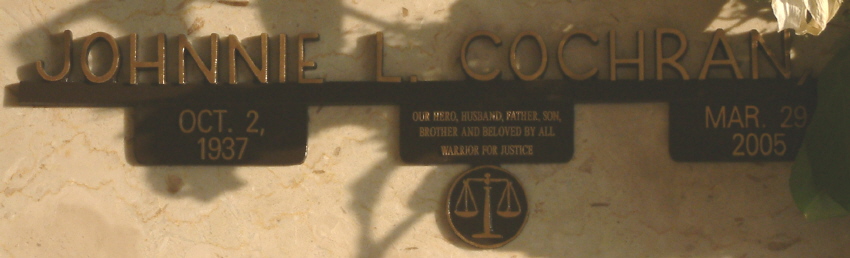 JOHNNIE L. COCHRAN,
OCT. 2,
1937
OUR HERO, HUSBAND, FATHER, SON,
BROTHER AND BELOVED BY ALL
WARRIOR FOR JUSTICE
MAR. 29
2005